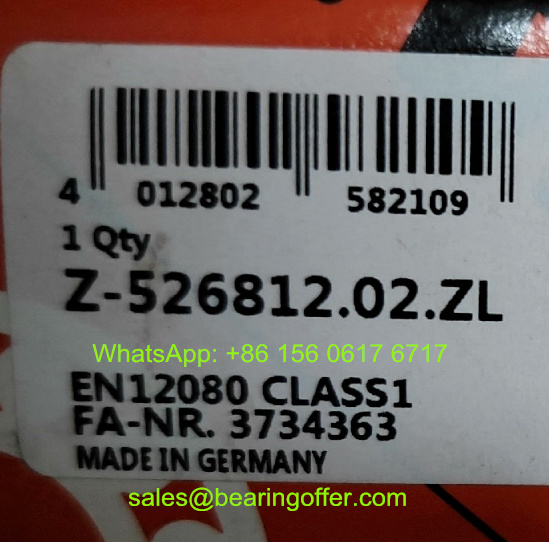 4 012802 582109
1 Qty
Z-526812.02.ZL
WhatsApp: +86 156 0617 6717
EN12080 CLASS1
FA-NR. 3734363
MADE IN GERMANY
sales@bearingoffer.com